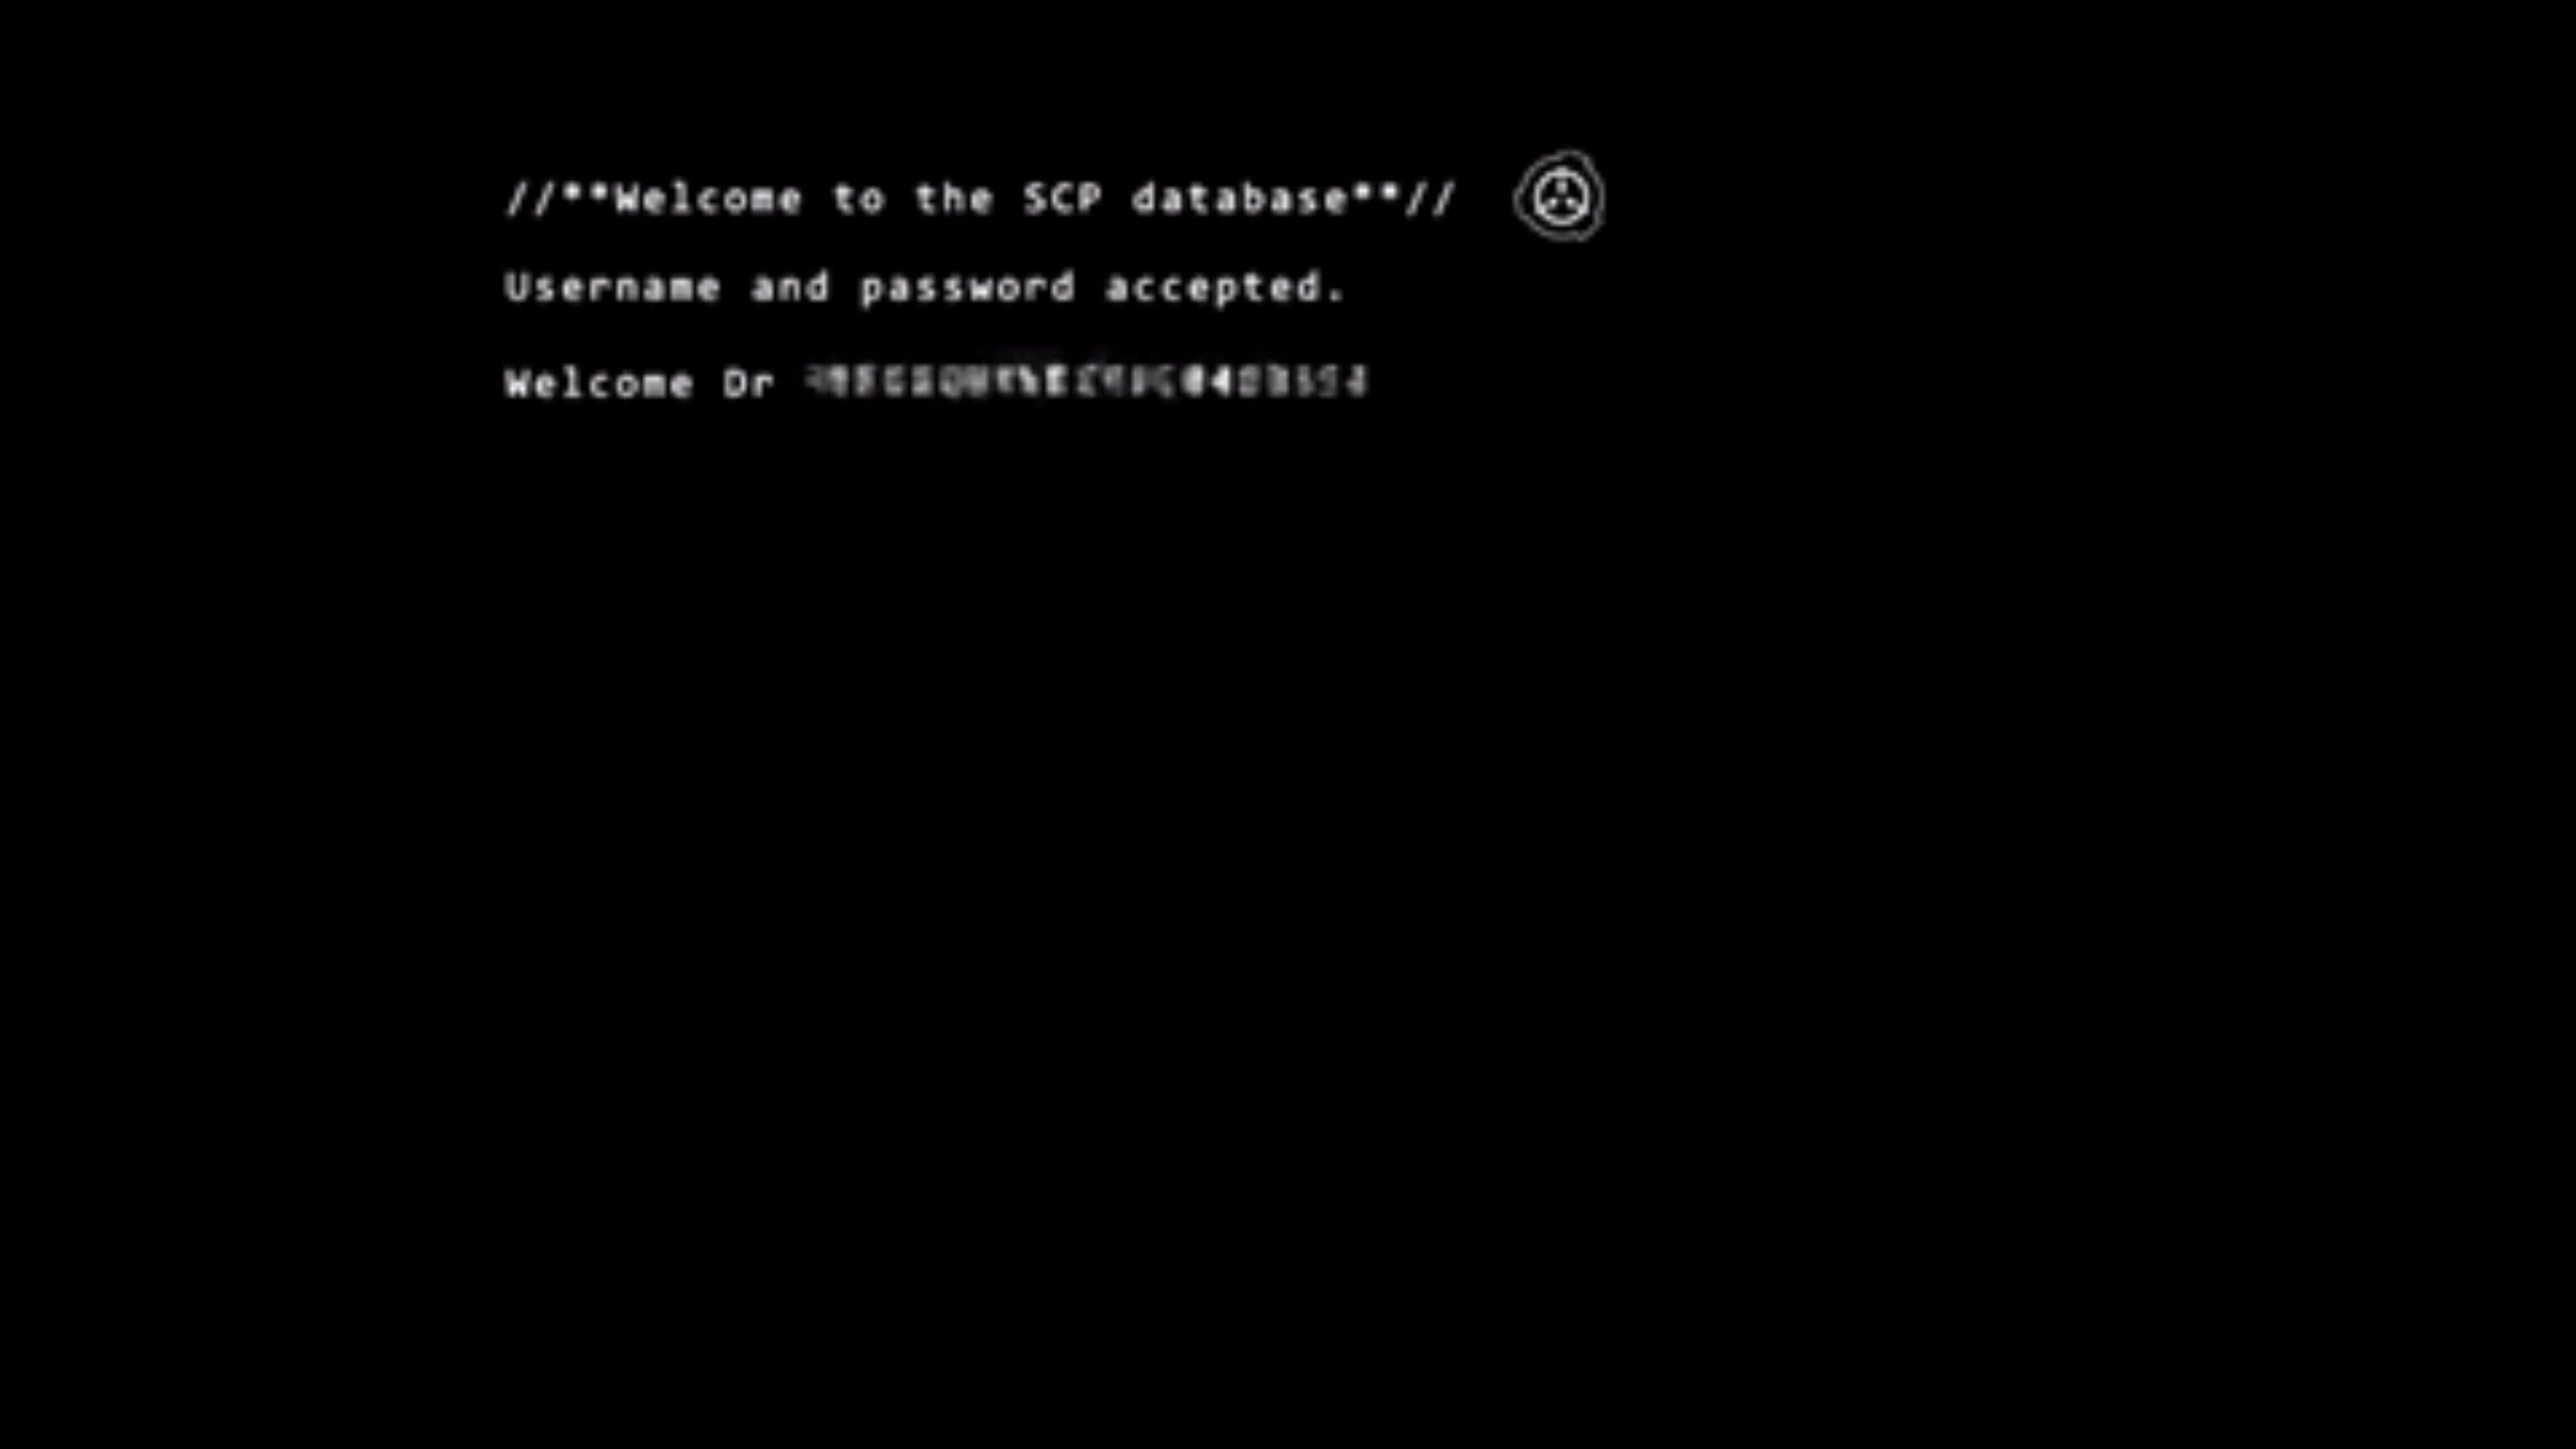 //**Welcome to the SCP database**//
Username and password accepted.
Welcome Dr